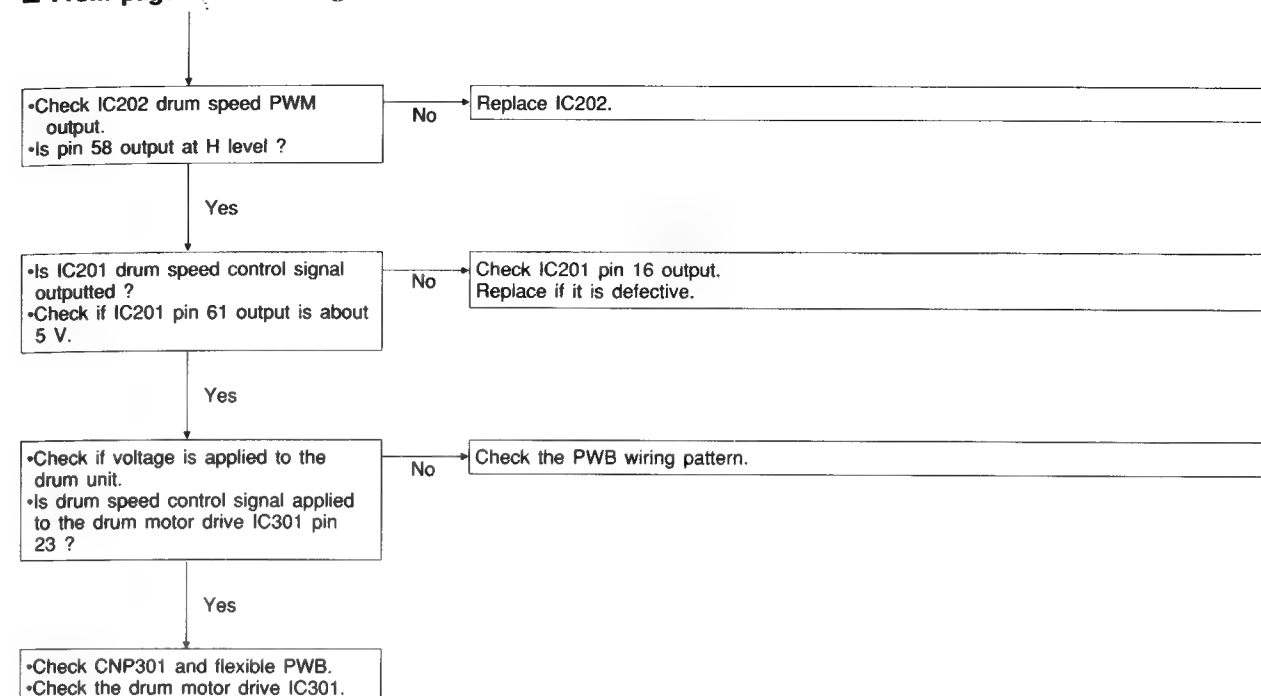 •Check IC202 drum speed PWM
output.
•Is pin 58 output at H level ?
No
Replace IC202.
Yes
•Is IC201 drum speed control signal
outputted ?
•Check if IC201 pin 61 output is about
5 V.
No
Check IC201 pin 16 output.
Replace if it is defective.
Yes
•Check if voltage is applied to the
drum unit.
•Is drum speed control signal applied
to the drum motor drive IC301 pin
23 ?
No
Check the PWB wiring pattern.
Yes
•Check CNP301 and flexible PWB.
•Check the drum motor drive IC301.